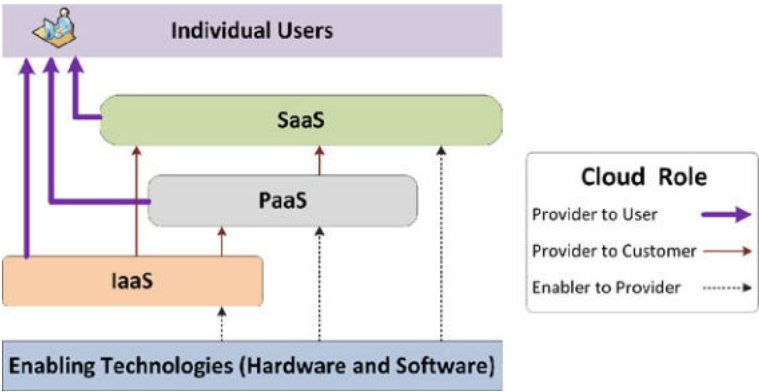 Individual Users
SaaS
PaaS
IaaS
Enabling Technologies (Hardware and Software)
Cloud Role
Provider to User
Provider to Customer
Enabler to Provider